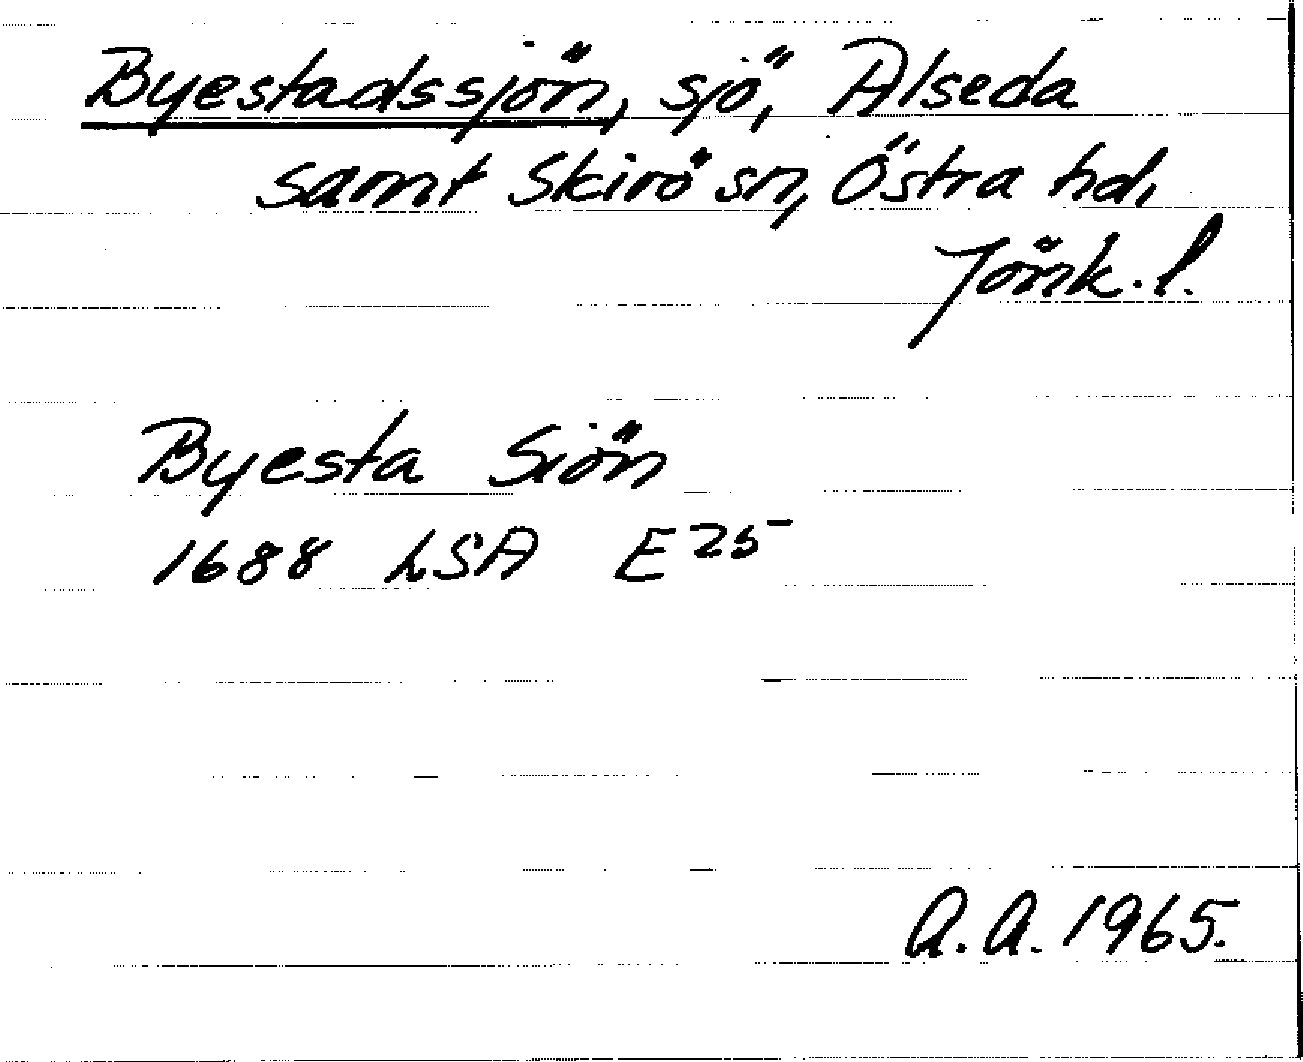 Byestadssjön, sjö, Alseda
samt Skirö sn, Östra hd,
Jönk. l.
Byesta Siön
1688 LSA E25
A.A. 1965.